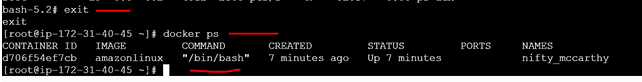 bash-5.2# exit
exit
[root@ip-172-31-40-45 ~]# docker ps
CONTAINER ID IMAGE COMMAND CREATED STATUS PORTS NAMES
d706f54ef7cb amazonlinux "/bin/bash" 7 minutes ago Up 7 minutes nifty_mccarthy
[root@ip-172-31-40-45 ~]#